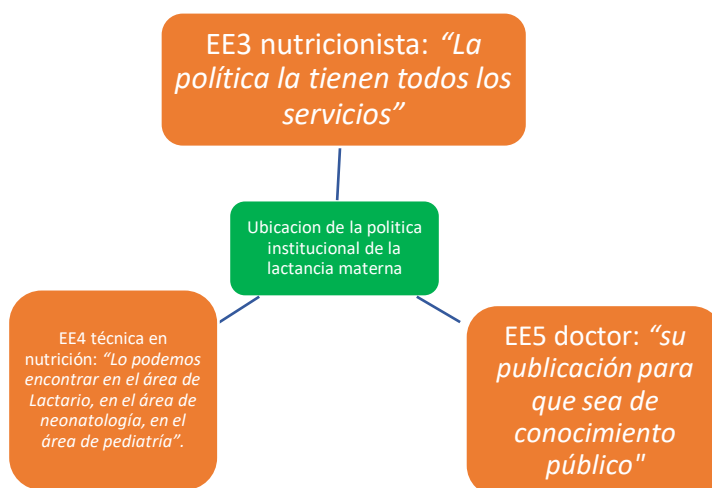 EE3 nutricionista: “La
política la tienen todos los
servicios”
Ubicacion de la politica
institucional de la
lactancia materna
EE4 técnica en
nutrición: “Lo podemos
encontrar en el área de
Lactario, en el área de
neonatología, en el
área de pediatría”.
EE5 doctor: “su
publicación para
que sea de
conocimiento
público"